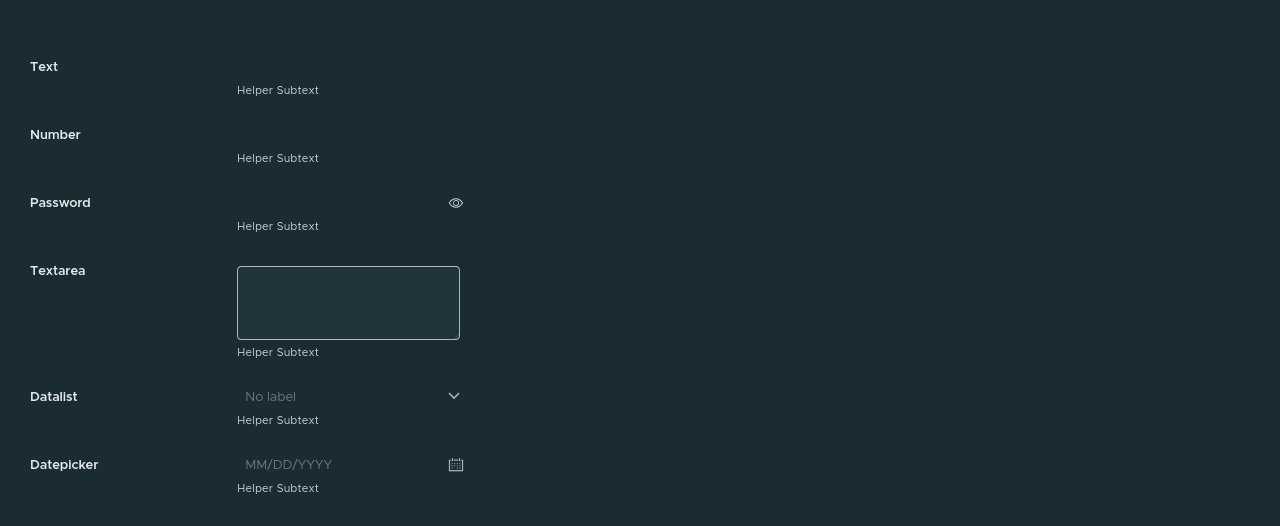 Text
Helper Subtext
Number
Helper Subtext
Password
Helper Subtext
Textarea
Helper Subtext
Datalist
No label
Helper Subtext
Datepicker
MM/DD/YYYY
Helper Subtext